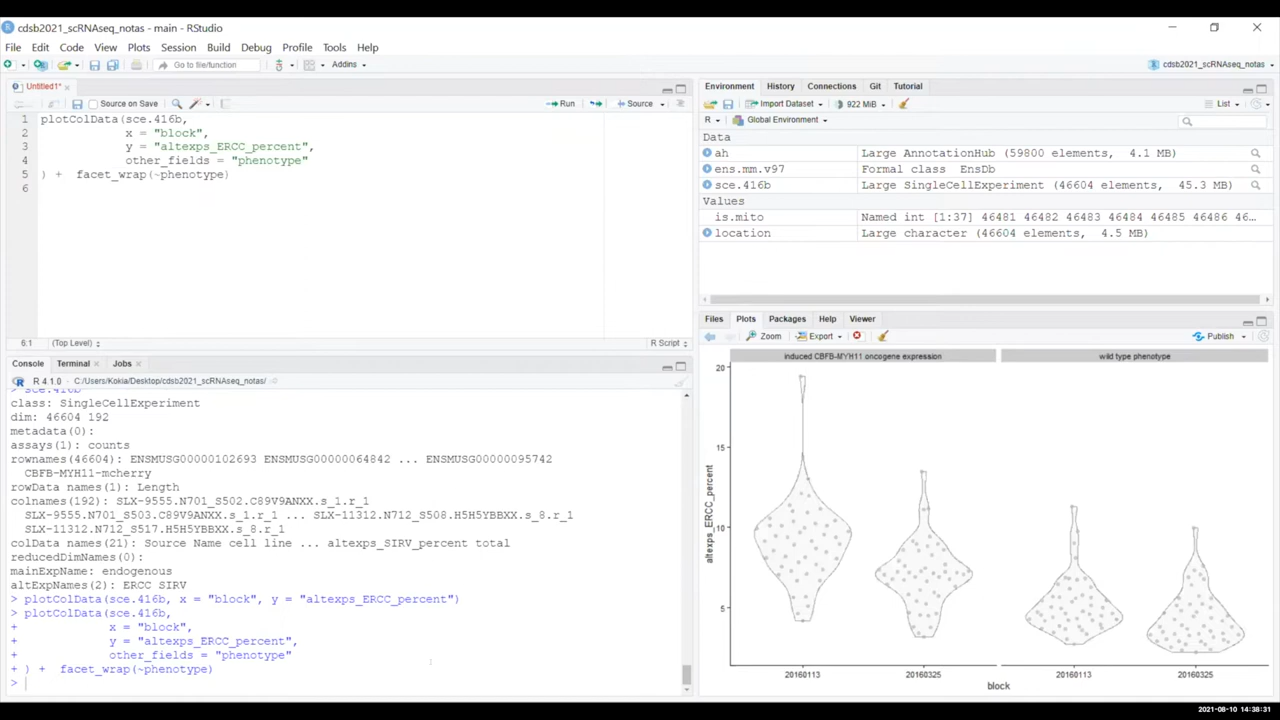 cdsb2021_scRNAseq_notas - main - RStudio
File Edit Code View Plots Session Build Debug Profile Tools Help
Go to file/function Addins cdsb2021_scRNAseq_notas
Untitled1*
Source on Save Run Source
1 plotColData(sce.416b,
2 x = "block",
3 y = "altexps_ERCC_percent",
4 other_fields = "phenotype"
5 ) + facet_wrap(~phenotype)
6
6:1 (Top Level) R Script
Console Terminal Jobs
R 4.1.0 · C:/Users/Kokia/Desktop/cdsb2021_scRNAseq_notas/
> sce.416b
class: SingleCellExperiment
dim: 46604 192
metadata(0):
assays(1): counts
rownames(46604): ENSMUSG00000102693 ENSMUSG00000064842 ... ENSMUSG00000095742
CBFB-MYH11-mcherry
rowData names(1): Length
colnames(192): SLX-9555.N701_S502.C89V9ANXX.s_1.r_1
SLX-9555.N701_S503.C89V9ANXX.s_1.r_1 ... SLX-11312.N712_S508.H5H5YBBXX.s_8.r_1
SLX-11312.N712_S517.H5H5YBBXX.s_8.r_1
colData names(21): Source Name cell line ... altexps_SIRV_percent total
reducedDimNames(0):
mainExpName: endogenous
altExpNames(2): ERCC SIRV
> plotColData(sce.416b, x = "block", y = "altexps_ERCC_percent")
> plotColData(sce.416b,
+ x = "block",
+ y = "altexps_ERCC_percent",
+ other_fields = "phenotype"
+ ) + facet_wrap(~phenotype)
>
Environment History Connections Git Tutorial
Import Dataset 922 MiB List
R Global Environment
Data
ah Large AnnotationHub (59800 elements, 4.1 MB)
ens.mm.v97 Formal class EnsDb
sce.416b Large SingleCellExperiment (46604 elements, 45.3 MB)
Values
is.mito Named int [1:37] 46481 46482 46483 46484 46485 46486 46…
location Large character (46604 elements, 4.5 MB)
Files Plots Packages Help Viewer
Zoom Export Publish
induced CBFB-MYH11 oncogene expression wild type phenotype
20
15
10
5
altexps_ERCC_percent
20160113 20160325 20160113 20160325
block
2021-08-10 14:38:31